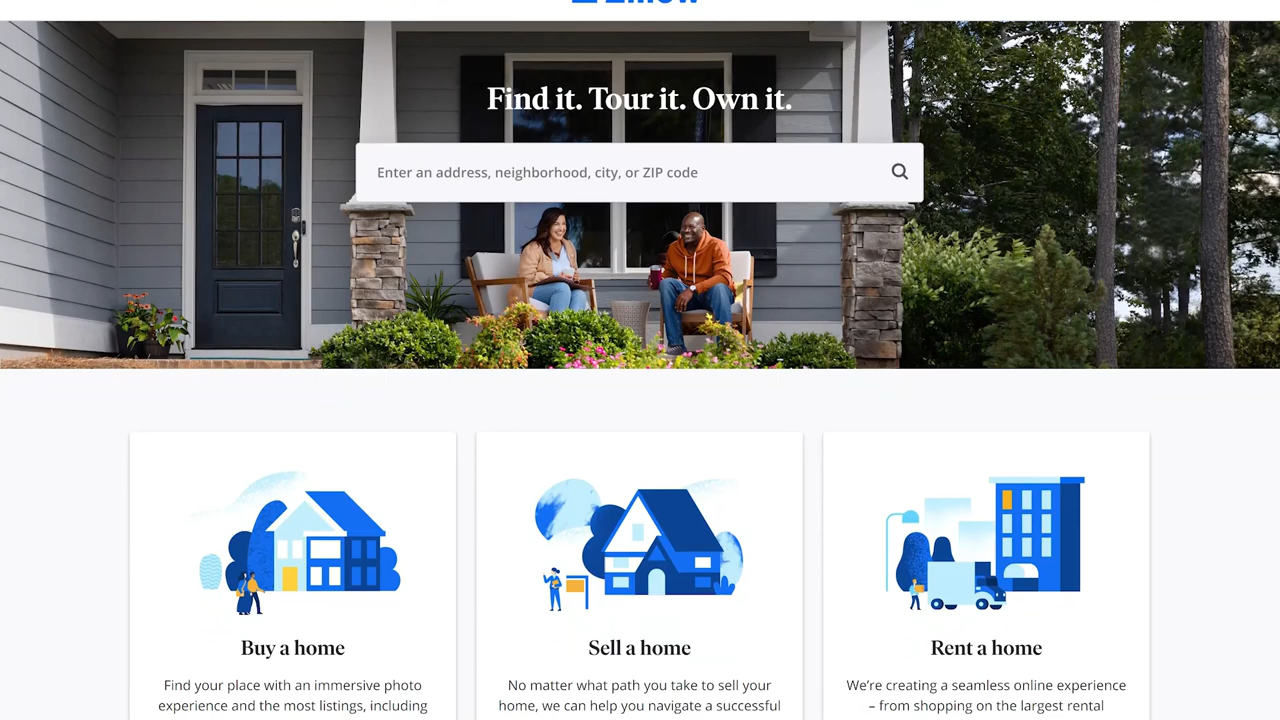 Find it. Tour it. Own it.
Enter an address, neighborhood, city, or ZIP code
Buy a home
Find your place with an immersive photo
experience and the most listings, including
Sell a home
No matter what path you take to sell your
home, we can help you navigate a successful
Rent a home
We're creating a seamless online experience
– from shopping on the largest rental